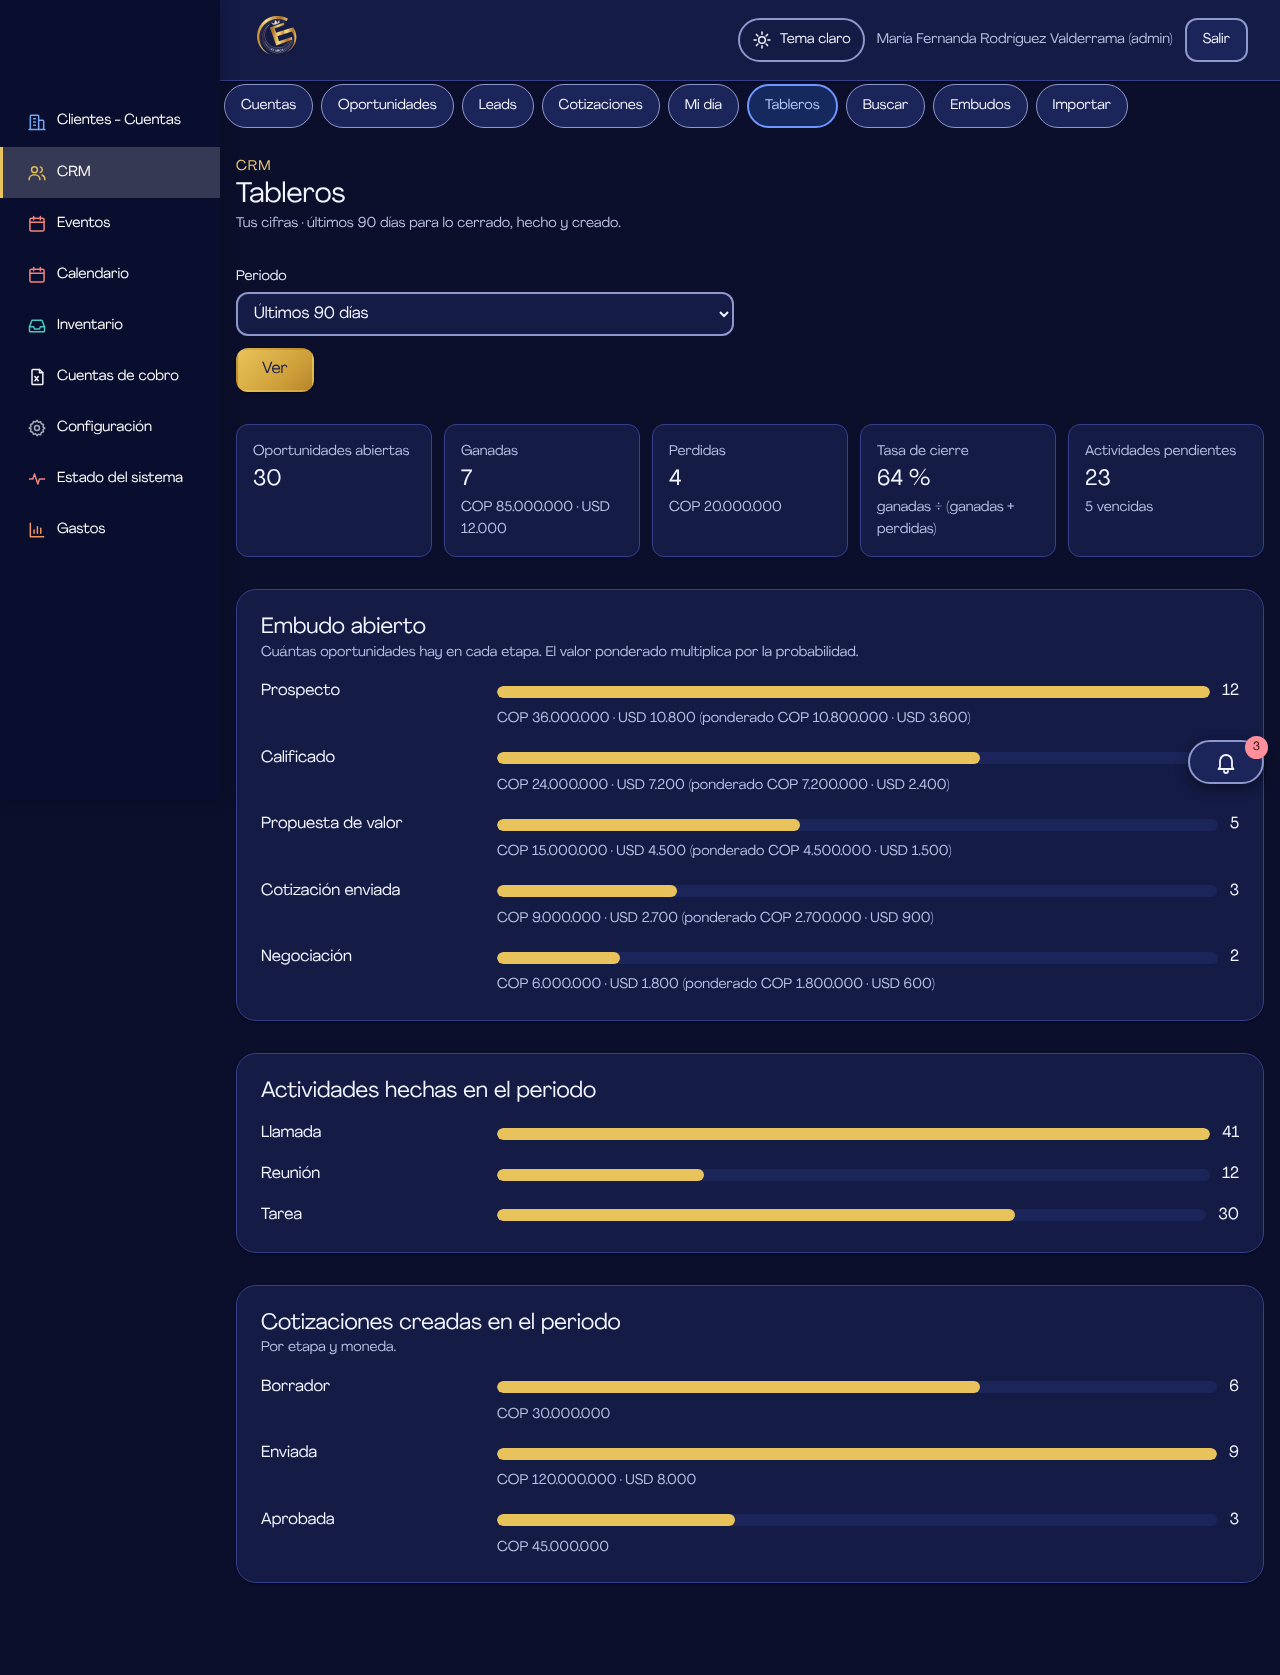 Tema claro
María Fernanda Rodríguez Valderrama (admin)
Salir
Clientes - Cuentas
CRM
Eventos
Calendario
Inventario
Cuentas de cobro
Configuración
Estado del sistema
Gastos
Cuentas
Oportunidades
Leads
Cotizaciones
Mi día
Tableros
Buscar
Embudos
Importar
CRM
Tableros
Tus cifras · últimos 90 días para lo cerrado, hecho y creado.
Periodo
Últimos 90 días
Ver
Oportunidades abiertas
30
Ganadas
7
COP 85.000.000 · USD
12.000
Perdidas
4
COP 20.000.000
Tasa de cierre
64 %
ganadas ÷ (ganadas +
perdidas)
Actividades pendientes
23
5 vencidas
Embudo abierto
Cuántas oportunidades hay en cada etapa. El valor ponderado multiplica por la probabilidad.
Prospecto
12
COP 36.000.000 · USD 10.800 (ponderado COP 10.800.000 · USD 3.600)
Calificado
COP 24.000.000 · USD 7.200 (ponderado COP 7.200.000 · USD 2.400)
3
Propuesta de valor
5
COP 15.000.000 · USD 4.500 (ponderado COP 4.500.000 · USD 1.500)
Cotización enviada
3
COP 9.000.000 · USD 2.700 (ponderado COP 2.700.000 · USD 900)
Negociación
2
COP 6.000.000 · USD 1.800 (ponderado COP 1.800.000 · USD 600)
Actividades hechas en el periodo
Llamada
41
Reunión
12
Tarea
30
Cotizaciones creadas en el periodo
Por etapa y moneda.
Borrador
6
COP 30.000.000
Enviada
9
COP 120.000.000 · USD 8.000
Aprobada
3
COP 45.000.000